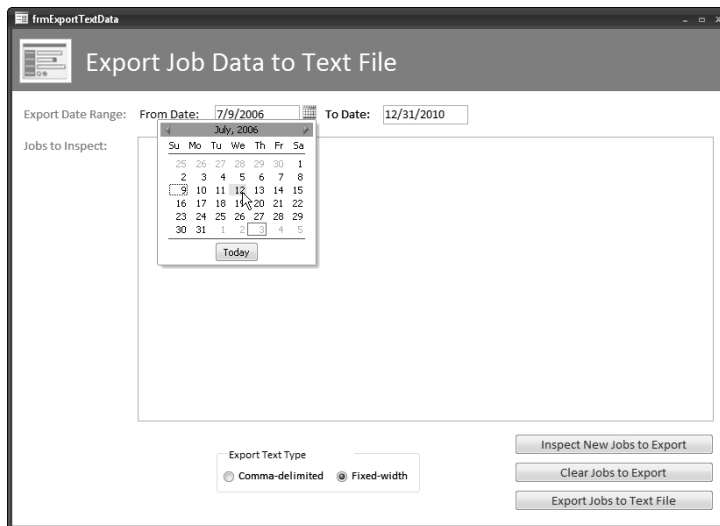 frmExportTextData
Export Job Data to Text File
Export Date Range: From Date: 7/9/2006 To Date: 12/31/2010
Jobs to Inspect:
July, 2006
Su Mo Tu We Th Fr Sa
25 26 27 28 29 30 1
2 3 4 5 6 7 8
9 10 11 12 13 14 15
16 17 18 19 20 21 22
23 24 25 26 27 28 29
30 31 1 2 3 4 5
Today
Export Text Type
Comma-delimited Fixed-width
Inspect New Jobs to Export
Clear Jobs to Export
Export Jobs to Text File